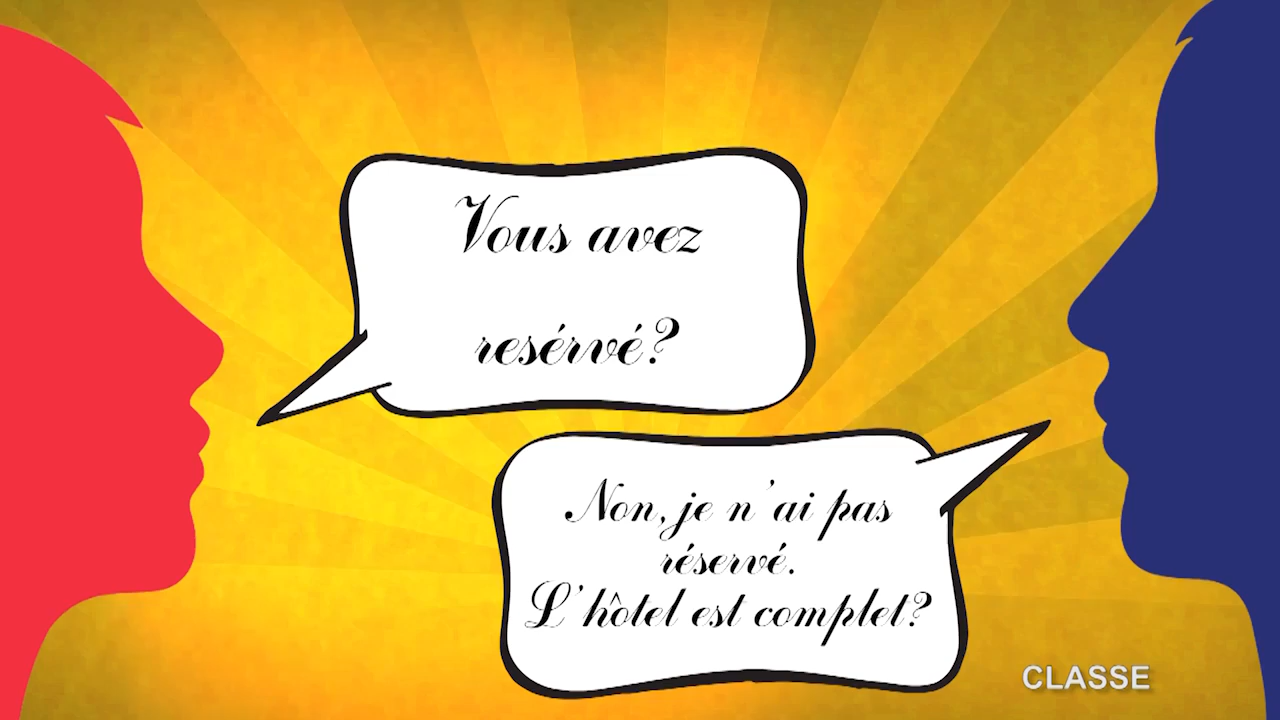 Vous avez
resérvé?
Non, je n'ai pas
réservé.
L'hôtel est complet?
CLASSE